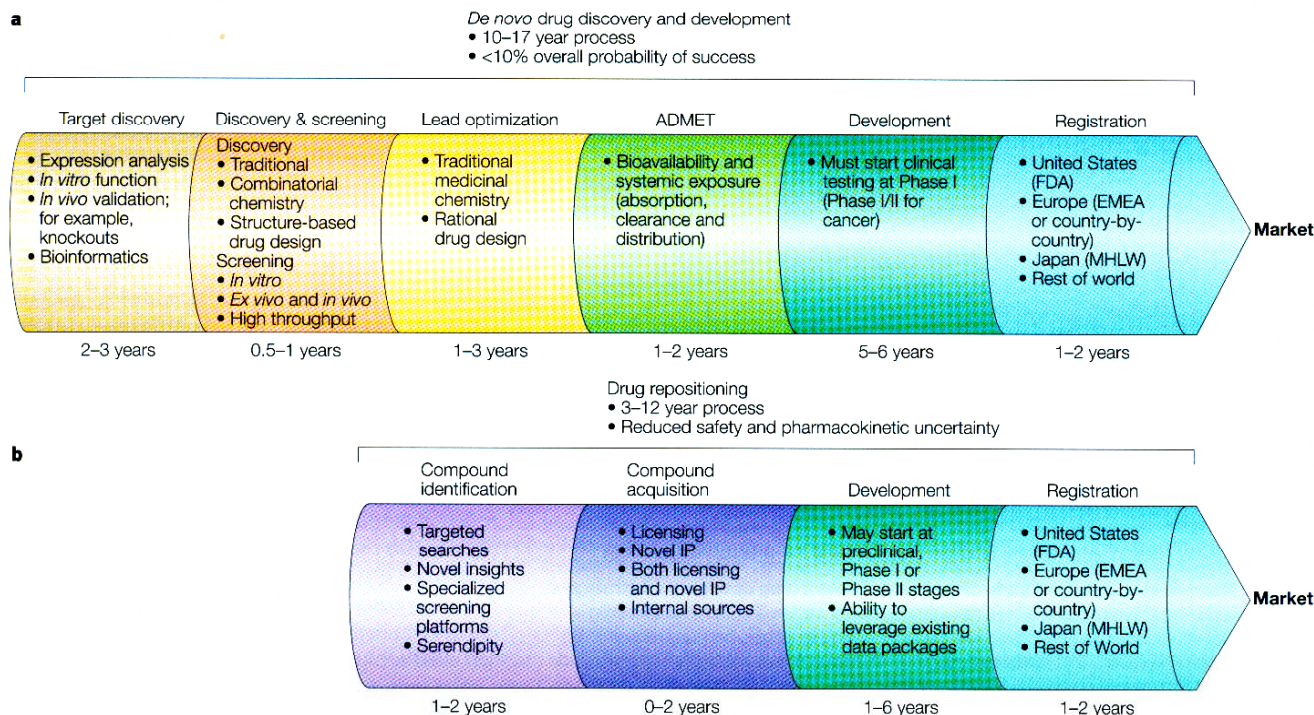 a
De novo drug discovery and development
• 10–17 year process
• <10% overall probability of success
Target discovery
Discovery & screening
Lead optimization
ADMET
Development
Registration
• Expression analysis
• In vitro function
• In vivo validation;
for example,
knockouts
• Bioinformatics
Discovery
• Traditional
• Combinatorial
chemistry
• Structure-based
drug design
Screening
• In vitro
• Ex vivo and in vivo
• High throughput
• Traditional
medicinal
chemistry
• Rational
drug design
• Bioavailability and
systemic exposure
(absorption,
clearance and
distribution)
• Must start clinical
testing at Phase I
(Phase I/II for
cancer)
• United States
(FDA)
• Europe (EMEA
or country-by-
country)
• Japan (MHLW)
• Rest of world
Market
2–3 years
0.5–1 years
1–3 years
1–2 years
5–6 years
1–2 years
Drug repositioning
• 3–12 year process
• Reduced safety and pharmacokinetic uncertainty
b
Compound
identification
Compound
acquisition
Development
Registration
• Targeted
searches
• Novel insights
• Specialized
screening
platforms
• Serendipity
• Licensing
• Novel IP
• Both licensing
and novel IP
• Internal sources
• May start at
preclinical,
Phase I or
Phase II stages
• Ability to
leverage existing
data packages
• United States
(FDA)
• Europe (EMEA
or country-by-
country)
• Japan (MHLW)
• Rest of World
Market
1–2 years
0–2 years
1–6 years
1–2 years